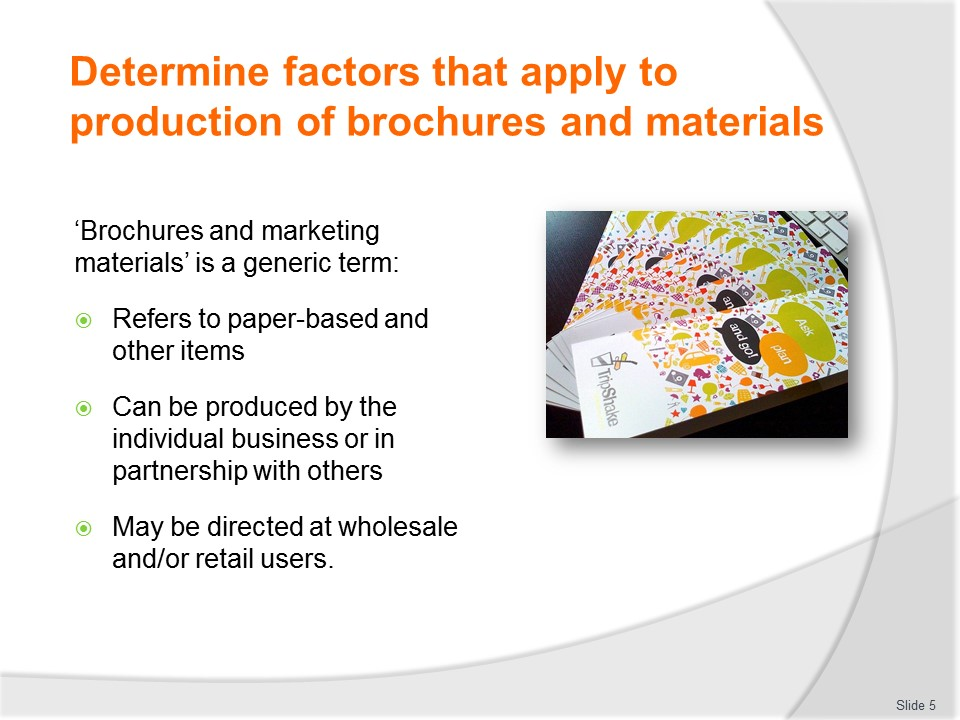 Determine factors that apply to
production of brochures and materials
‘Brochures and marketing
materials’ is a generic term:
Refers to paper-based and
other items
Can be produced by the
individual business or in
partnership with others
May be directed at wholesale
and/or retail users.
Ask
plan
and go!
an
TripShake
Slide 5